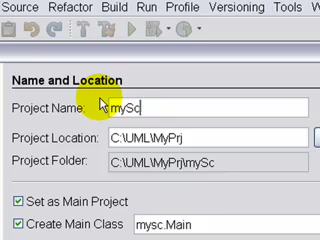 Source Refactor Build Run Profile Versioning Tools
Name and Location
Project Name: mySc
Project Location: C:\UML\MyPrj
Project Folder: C:\UML\MyPrj\mySc
Set as Main Project
Create Main Class mysc.Main